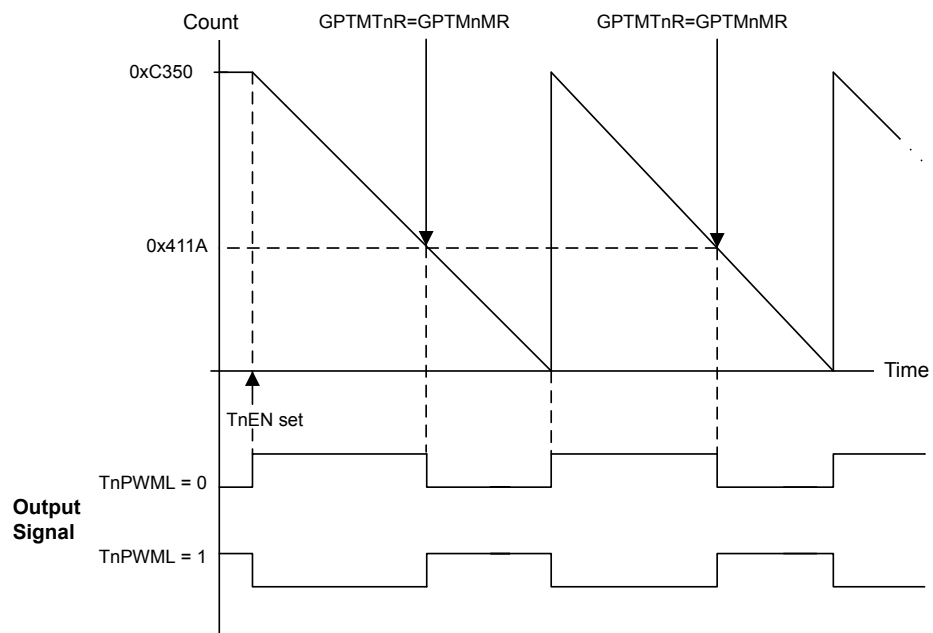 Count
GPTMTnR=GPTMnMR
GPTMTnR=GPTMnMR
0xC350
0x411A
Time
TnEN set
TnPWML = 0
Output
Signal
TnPWML = 1